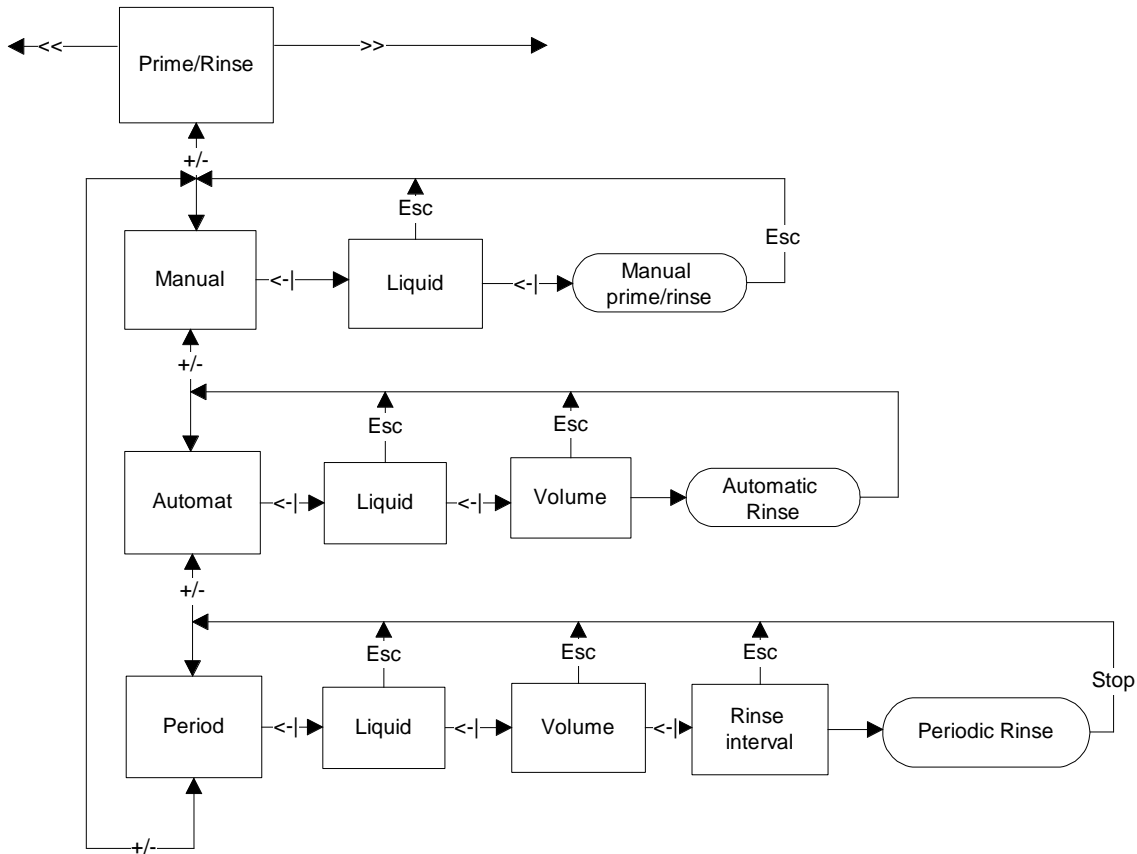 <<
>>
Prime/Rinse
+/-
Esc
Esc
Manual
<-|
Liquid
<-|
Manual
prime/rinse
+/-
Esc
Esc
Automat
<-|
Liquid
<-|
Volume
Automatic
Rinse
+/-
Esc
Esc
Esc
Stop
Period
<-|
Liquid
<-|
Volume
<-|
Rinse
interval
Periodic Rinse
+/-